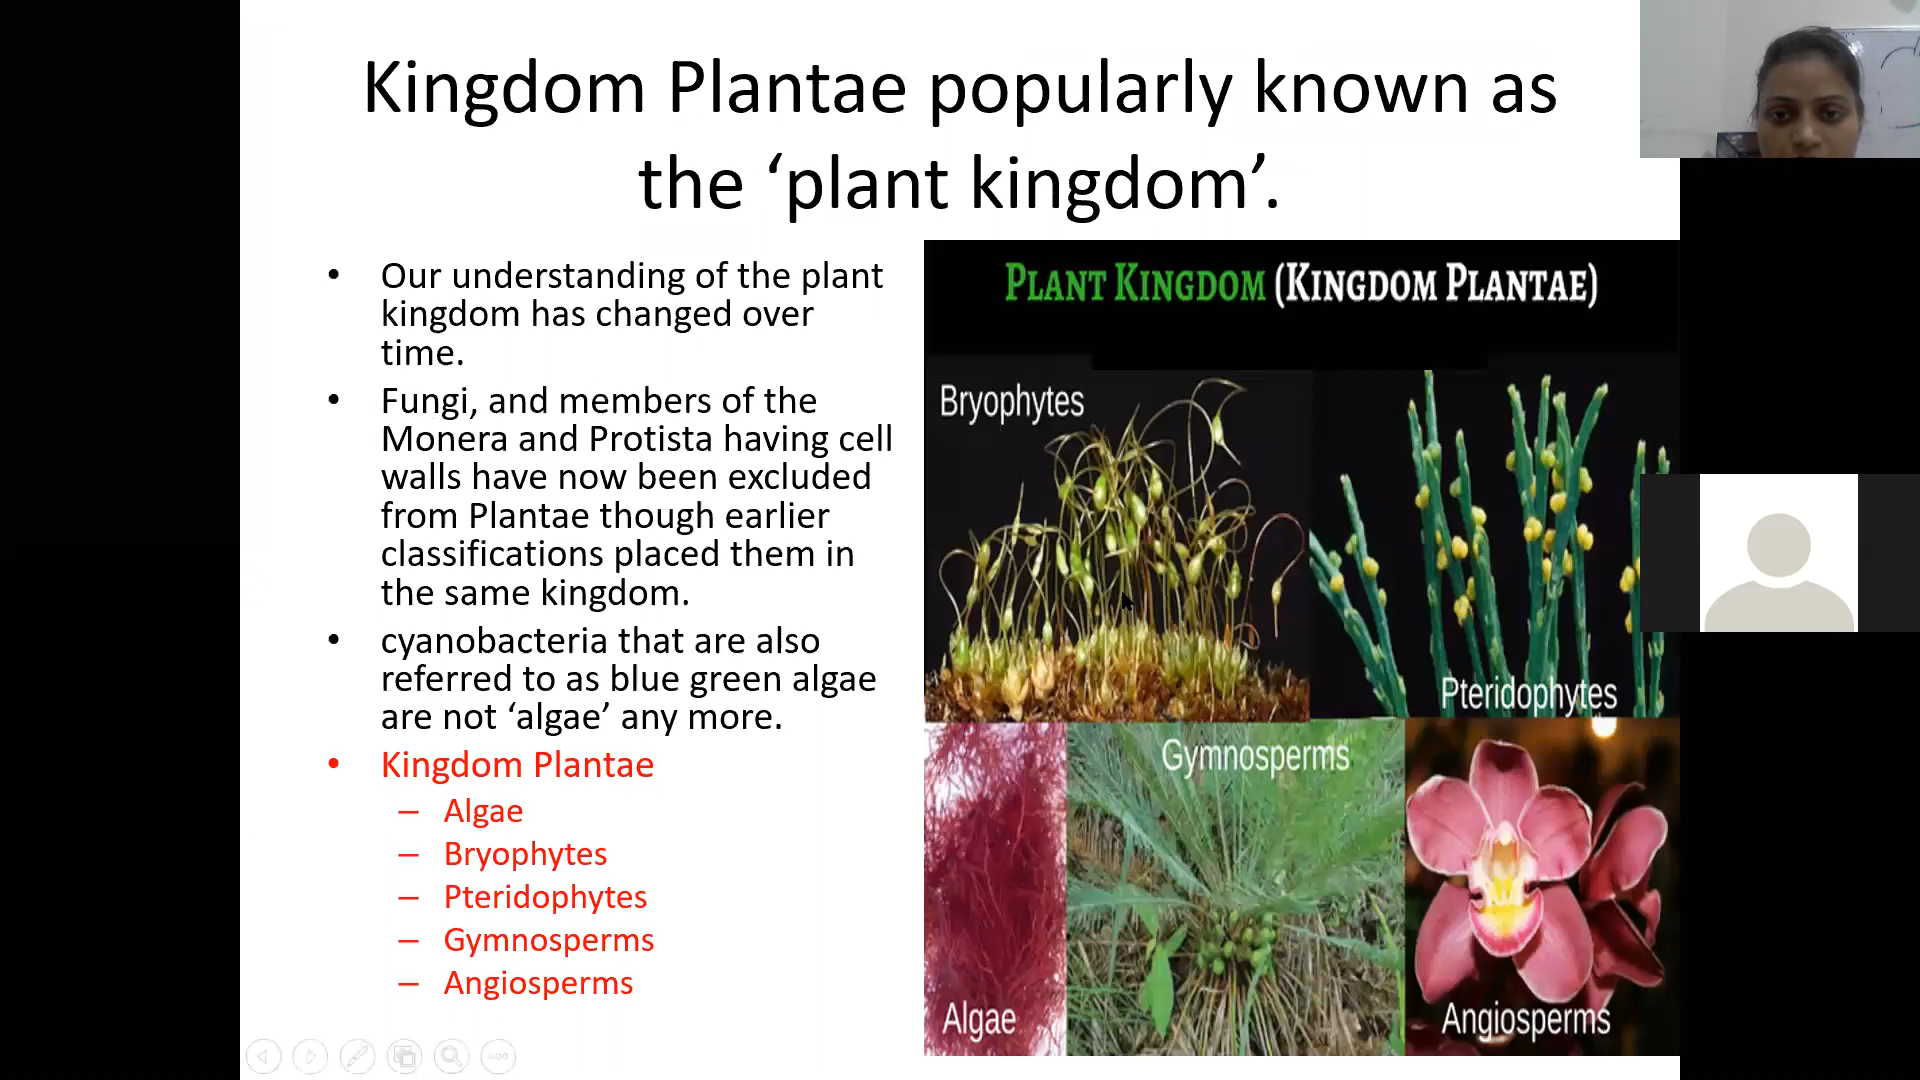 Kingdom Plantae popularly known as
the ‘plant kingdom’.
• Our understanding of the plant
kingdom has changed over
time.
• Fungi, and members of the
Monera and Protista having cell
walls have now been excluded
from Plantae though earlier
classifications placed them in
the same kingdom.
• cyanobacteria that are also
referred to as blue green algae
are not ‘algae’ any more.
• Kingdom Plantae
– Algae
– Bryophytes
– Pteridophytes
– Gymnosperms
– Angiosperms
PLANT KINGDOM (KINGDOM PLANTAE)
Bryophytes
Pteridophytes
Gymnosperms
Algae
Angiosperms